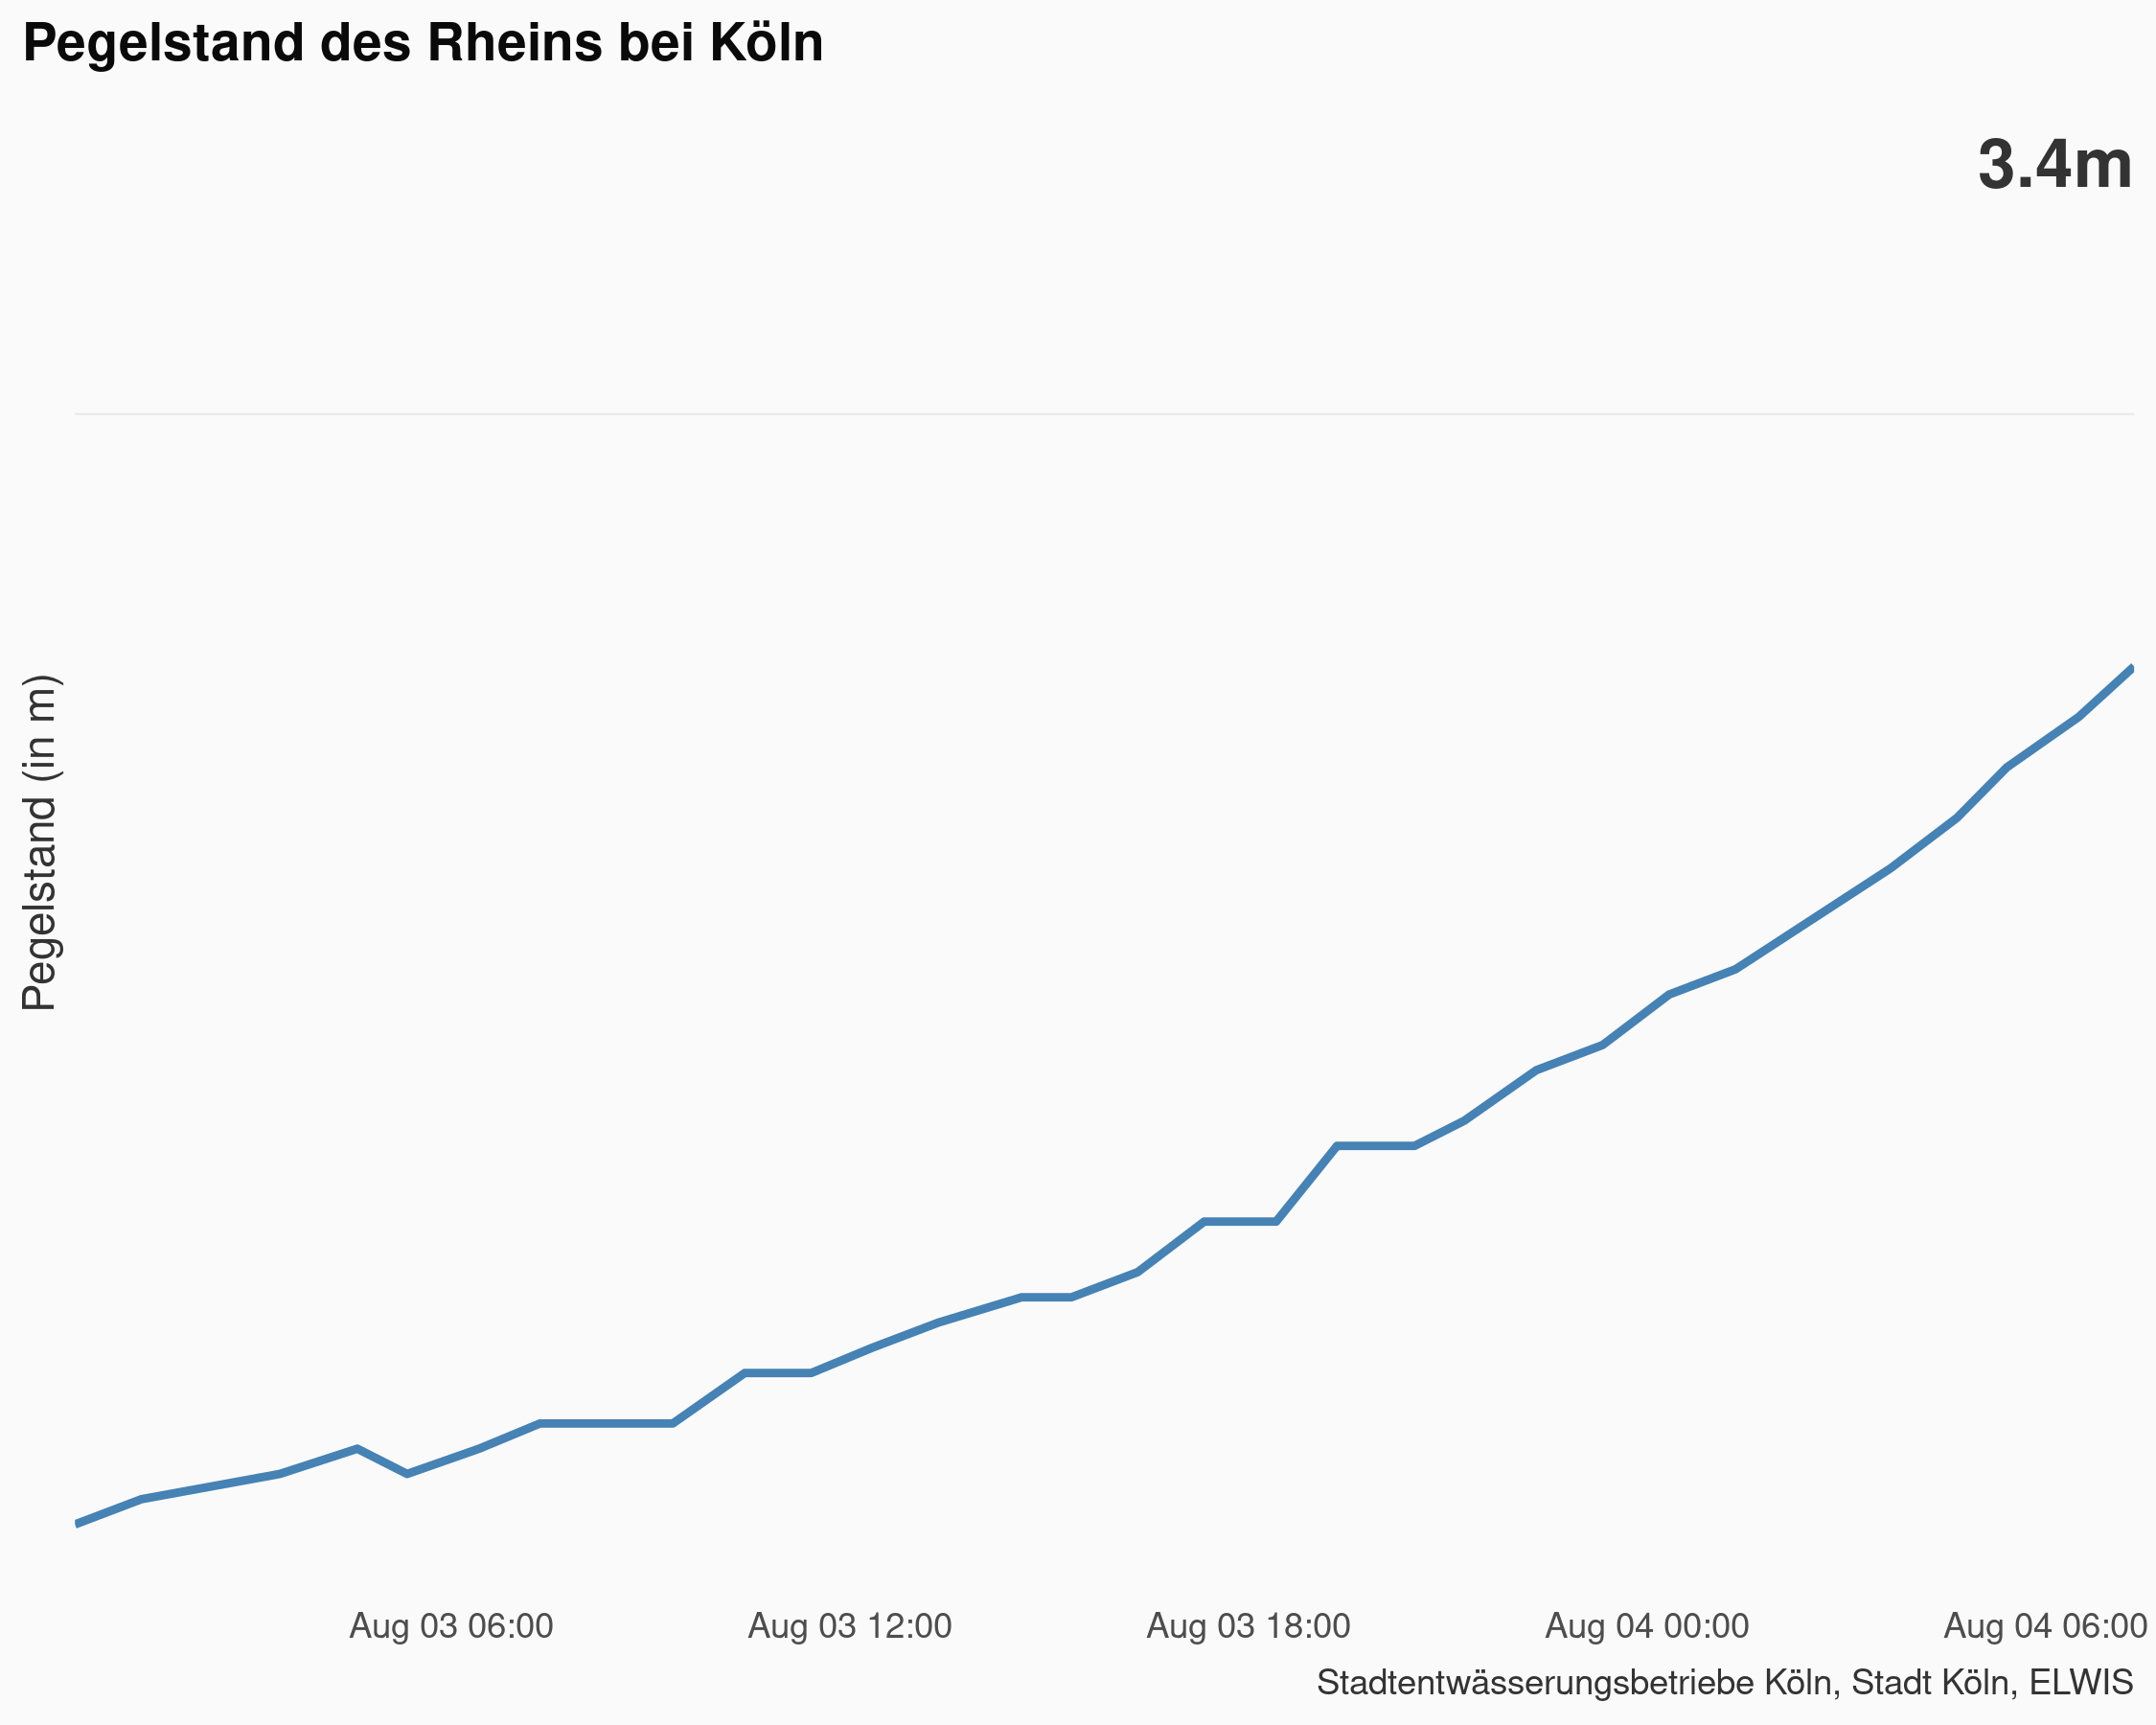 Pegelstand des Rheins bei Köln
3.4m
Pegelstand (in m)
Aug 03 06:00
Aug 03 12:00
Aug 03 18:00
Aug 04 00:00
Aug 04 06:00
Stadtentwässerungsbetriebe Köln, Stadt Köln, ELWIS